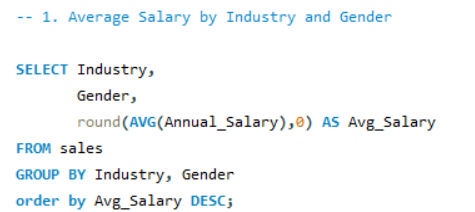 -- 1. Average Salary by Industry and Gender
SELECT Industry,
Gender,
round(AVG(Annual_Salary),0) AS Avg_Salary
FROM sales
GROUP BY Industry, Gender
order by Avg_Salary DESC;